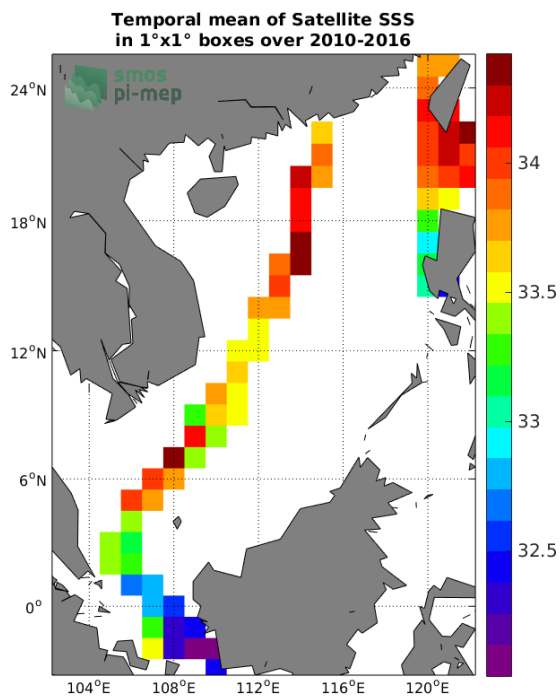 Temporal mean of Satellite SSS
in 1°x1° boxes over 2010-2016
smos
pi-mep
24°N
18°N
12°N
6°N
0°
104°E 108°E 112°E 116°E 120°E
34
33.5
33
32.5